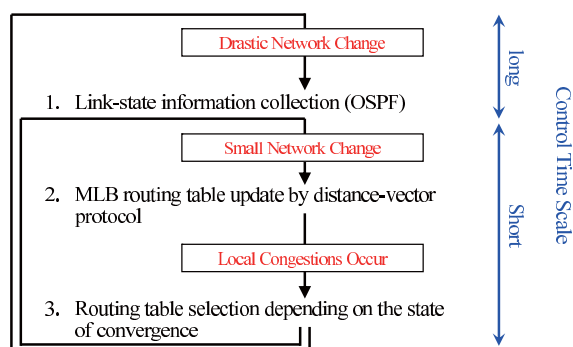 Drastic Network Change
1. Link-state information collection (OSPF)
Small Network Change
2. MLB routing table update by distance-vector
protocol
Local Congestions Occur
3. Routing table selection depending on the state
of convergence
long
Short
Control Time Scale